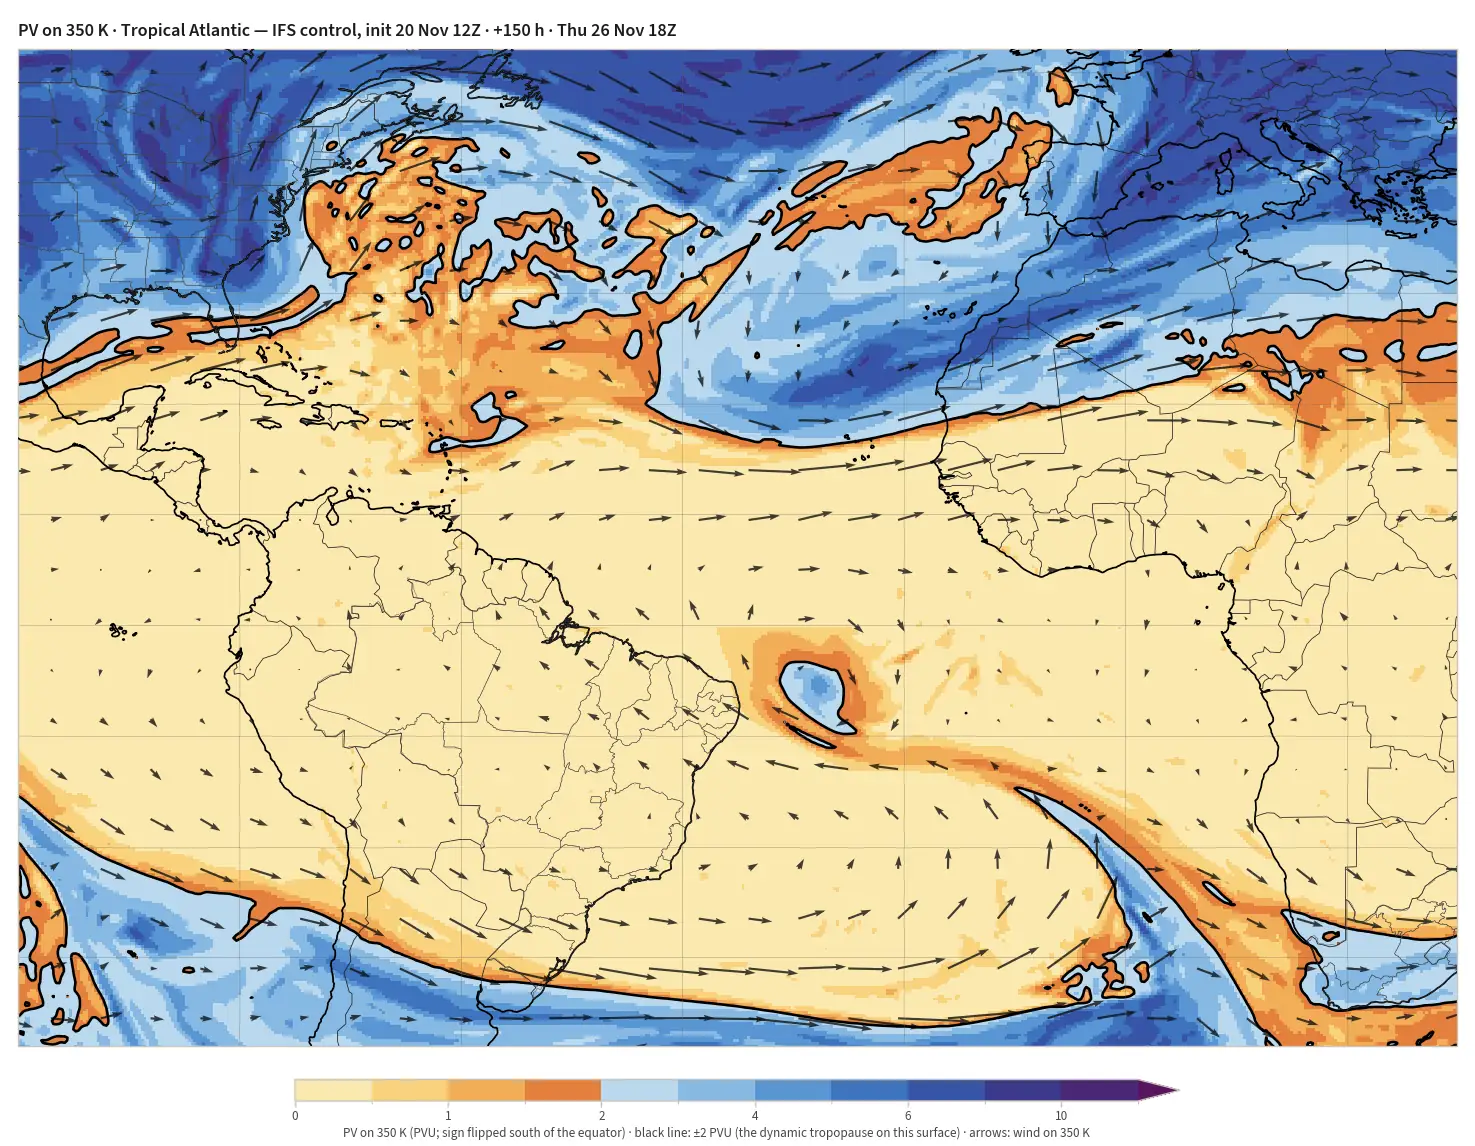 PV on 350 K · Tropical Atlantic — IFS control, init 20 Nov 12Z · +150 h · Thu 26 Nov 18Z
0 1 2 4 6 10
PV on 350 K (PVU; sign flipped south of the equator) · black line: ±2 PVU (the dynamic tropopause on this surface) · arrows: wind on 350 K